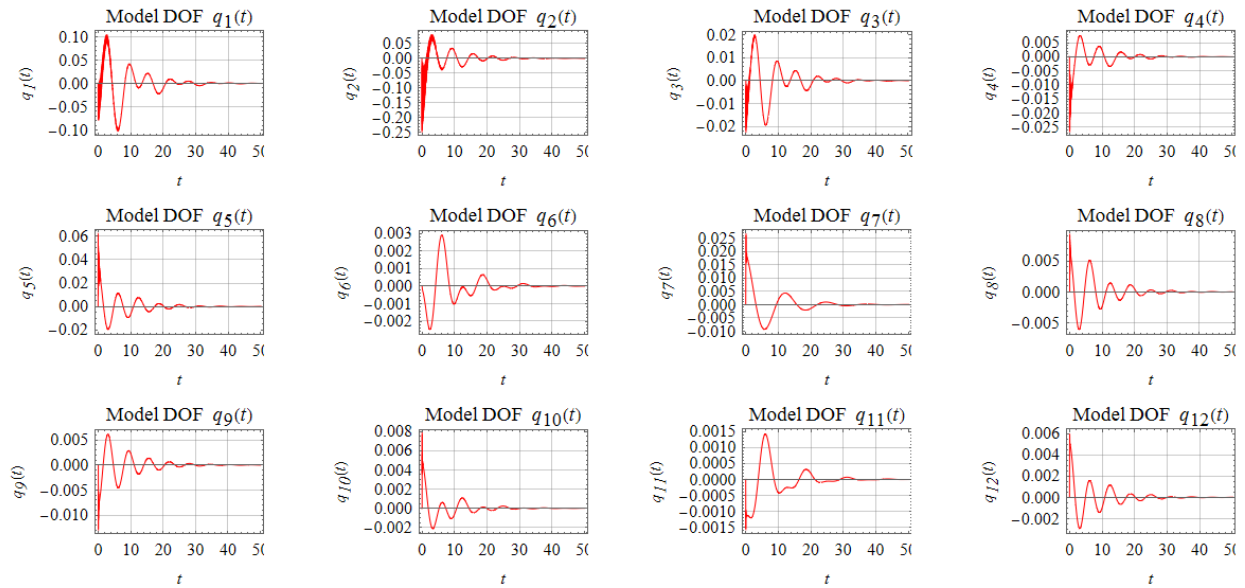 Model DOF q1(t)
q1(t)
0.10
0.05
0.00
−0.05
−0.10
0 10 20 30 40 50
t
Model DOF q2(t)
q2(t)
0.05
0.00
−0.05
−0.10
−0.15
−0.20
−0.25
0 10 20 30 40 50
t
Model DOF q3(t)
q3(t)
0.02
0.01
0.00
−0.01
−0.02
0 10 20 30 40 50
t
Model DOF q4(t)
q4(t)
0.005
0.000
−0.005
−0.010
−0.015
−0.020
−0.025
0 10 20 30 40 50
t
Model DOF q5(t)
q5(t)
0.06
0.04
0.02
0.00
−0.02
0 10 20 30 40 50
t
Model DOF q6(t)
q6(t)
0.003
0.002
0.001
0.000
−0.001
−0.002
0 10 20 30 40 50
t
Model DOF q7(t)
q7(t)
0.025
0.020
0.015
0.010
0.005
0.000
−0.005
−0.010
0 10 20 30 40 50
t
Model DOF q8(t)
q8(t)
0.005
0.000
−0.005
0 10 20 30 40 50
t
Model DOF q9(t)
q9(t)
0.005
0.000
−0.005
−0.010
0 10 20 30 40 50
t
Model DOF q10(t)
q10(t)
0.008
0.006
0.004
0.002
0.000
−0.002
0 10 20 30 40 50
t
Model DOF q11(t)
q11(t)
0.0015
0.0010
0.0005
0.0000
−0.0005
−0.0010
−0.0015
0 10 20 30 40 50
t
Model DOF q12(t)
q12(t)
0.006
0.004
0.002
0.000
−0.002
0 10 20 30 40 50
t